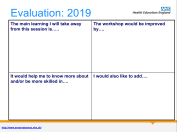 Evaluation: 2019
NHS
Health Education England
The main learning I will take away
from this session is…..
The workshop would be improved
by….
It would help me to know more about
and/or be more skilled in….
I would also like to add….